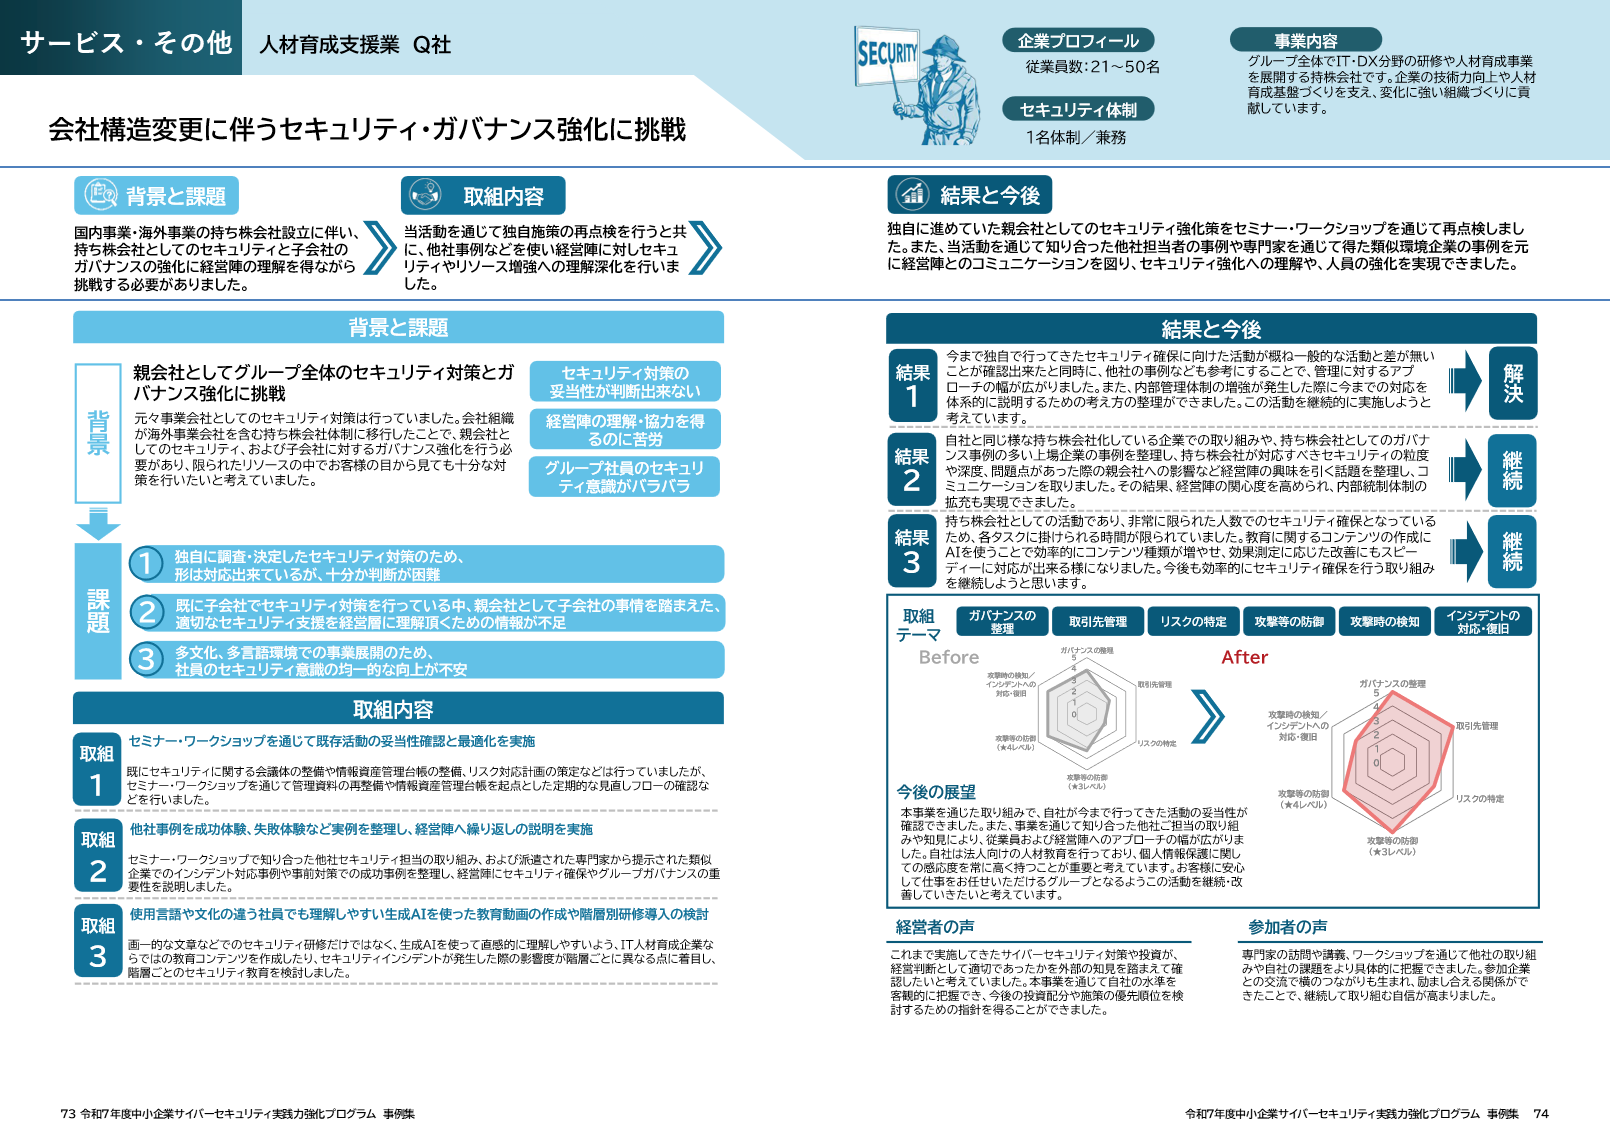 サービス・その他
人材育成支援業 Q社
SECURITY
企業プロフィール
従業員数：21～50名
セキュリティ体制
1名体制／兼務
事業内容
グループ全体でIT・DX分野の研修や人材育成事業
を展開する持株会社です。企業の技術力向上や人材
育成基盤づくりを支え、変化に強い組織づくりに貢
献しています。
会社構造変更に伴うセキュリティ・ガバナンス強化に挑戦
背景と課題
国内事業・海外事業の持ち株会社設立に伴い、
持ち株会社としてのセキュリティと子会社の
ガバナンスの強化に経営陣の理解を得ながら
挑戦する必要がありました。
取組内容
当活動を通じて独自施策の再点検を行うと共
に、他社事例などを使い経営陣に対しセキュ
リティやリソース増強への理解深化を行いま
した。
結果と今後
独自に進めていた親会社としてのセキュリティ強化策をセミナー・ワークショップを通じて再点検しまし
た。また、当活動を通じて知り合った他社担当者の事例や専門家を通じて得た類似環境企業の事例を元
に経営陣とのコミュニケーションを図り、セキュリティ強化への理解や、人員の強化を実現できました。
背景と課題
背景
親会社としてグループ全体のセキュリティ対策とガ
バナンス強化に挑戦
元々事業会社としてのセキュリティ対策は行っていました。会社組織
が海外事業会社を含む持ち株会社体制に移行したことで、親会社と
してのセキュリティ、および子会社に対するガバナンス強化を行う必
要があり、限られたリソースの中でお客様の目から見ても十分な対
策を行いたいと考えていました。
セキュリティ対策の
妥当性が判断出来ない
経営陣の理解・協力を得
るのに苦労
グループ社員のセキュリ
ティ意識がバラバラ
課題
1
独自に調査・決定したセキュリティ対策のため、
形は対応出来ているが、十分か判断が困難
2
既に子会社でセキュリティ対策を行っている中、親会社として子会社の事情を踏まえた、
適切なセキュリティ支援を経営層に理解頂くための情報が不足
3
多文化、多言語環境での事業展開のため、
社員のセキュリティ意識の均一的な向上が不安
取組内容
取組
1
セミナー・ワークショップを通じて既存活動の妥当性確認と最適化を実施
既にセキュリティに関する会議体の整備や情報資産管理台帳の整備、リスク対応計画の策定などは行っていましたが、
セミナー・ワークショップを通じて管理資料の再整備や情報資産管理台帳を起点とした定期的な見直しフローの確認な
どを行いました。
取組
2
他社事例を成功体験、失敗体験など実例を整理し、経営陣へ繰り返しの説明を実施
セミナー・ワークショップで知り合った他社セキュリティ担当の取り組み、および派遣された専門家から提示された類似
企業でのインシデント対応事例や事前対策での成功事例を整理し、経営陣にセキュリティ確保やグループガバナンスの重
要性を説明しました。
取組
3
使用言語や文化の違う社員でも理解しやすい生成AIを使った教育動画の作成や階層別研修導入の検討
画一的な文章などでのセキュリティ研修だけではなく、生成AIを使って直感的に理解しやすいよう、IT人材育成企業な
らではの教育コンテンツを作成したり、セキュリティインシデントが発生した際の影響度が階層ごとに異なる点に着目し、
階層ごとのセキュリティ教育を検討しました。
結果と今後
結果
1
今まで独自で行ってきたセキュリティ確保に向けた活動が概ね一般的な活動と差が無い
ことが確認出来たと同時に、他社の事例なども参考にすることで、管理に対するアプ
ローチの幅が広がりました。また、内部管理体制の増強が発生した際に今までの対応を
体系的に説明するための考え方の整理ができました。この活動を継続的に実施しようと
考えています。
解決
結果
2
自社と同じ様な持ち株会社化している企業での取り組みや、持ち株会社としてのガバナ
ンス事例の多い上場企業の事例を整理し、持ち株会社が対応すべきセキュリティの粒度
や深度、問題点があった際の親会社への影響など経営陣の興味を引く話題を整理し、コ
ミュニケーションを取りました。その結果、経営陣の関心度を高められ、内部統制体制の
拡充も実現できました。
継続
結果
3
持ち株会社としての活動であり、非常に限られた人数でのセキュリティ確保となっている
ため、各タスクに掛けられる時間が限られていました。教育に関するコンテンツの作成に
AIを使うことで効率的にコンテンツ種類が増やせ、効果測定に応じた改善にもスピー
ディーに対応が出来る様になりました。今後も効率的にセキュリティ確保を行う取り組み
を継続しようと思います。
継続
取組
テーマ
ガバナンスの
整理
取引先管理
リスクの特定
攻撃等の防御
攻撃時の検知
インシデントの
対応・復旧
Before
ガバナンスの整理
5
4
3
2
1
0
取引先管理
リスクの特定
攻撃等の防御
（★3レベル）
攻撃等の防御
（★4レベル）
攻撃時の検知／
インシデントへの
対応・復旧
After
ガバナンスの整理
5
4
3
2
1
0
取引先管理
リスクの特定
攻撃等の防御
（★3レベル）
攻撃等の防御
（★4レベル）
攻撃時の検知／
インシデントへの
対応・復旧
今後の展望
本事業を通じた取り組みで、自社が今まで行ってきた活動の妥当性が
確認できました。また、事業を通じて知り合った他社ご担当の取り組
みや知見により、従業員および経営陣へのアプローチの幅が広がりま
した。自社は法人向けの人材教育を行っており、個人情報保護に関し
ての感応度を常に高く持つことが重要と考えています。お客様に安心
して仕事をお任せいただけるグループとなるようこの活動を継続・改
善していきたいと考えています。
経営者の声
これまで実施してきたサイバーセキュリティ対策や投資が、
経営判断として適切であったかを外部の知見を踏まえて確
認したいと考えていました。本事業を通じて自社の水準を
客観的に把握でき、今後の投資配分や施策の優先順位を検
討するための指針を得ることができました。
参加者の声
専門家の訪問や講義、ワークショップを通じて他社の取り組
みや自社の課題をより具体的に把握できました。参加企業
との交流で横のつながりも生まれ、励まし合える関係がで
きたことで、継続して取り組む自信が高まりました。
73 令和7年度中小企業サイバーセキュリティ実践力強化プログラム 事例集
令和7年度中小企業サイバーセキュリティ実践力強化プログラム 事例集 74